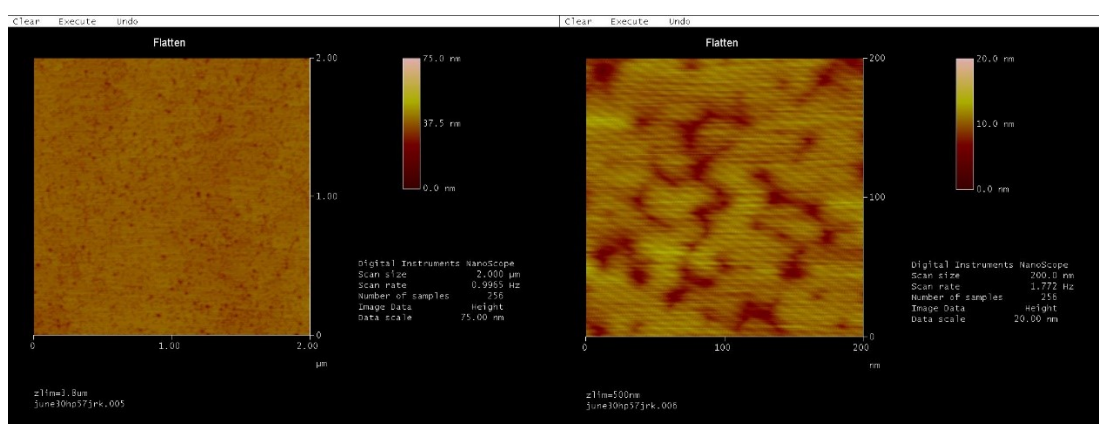 Clear Execute Undo
Flatten
2.00
75.0 nm
37.5 nm
1.00
0.0 nm
Digital Instruments NanoScope
Scan size 2.000 µm
Scan rate 0.9965 Hz
Number of samples 256
Image Data Height
Data scale 75.00 nm
0
0 1.00 2.00
µm
zlim=3.8um
june30hp57jrk.005
Clear Execute Undo
Flatten
200
20.0 nm
10.0 nm
100
0.0 nm
Digital Instruments NanoScope
Scan size 200.0 nm
Scan rate 1.772 Hz
Number of samples 256
Image Data Height
Data scale 20.00 nm
0
0 100 200
nm
zlim=500nm
june30hp57jrk.006